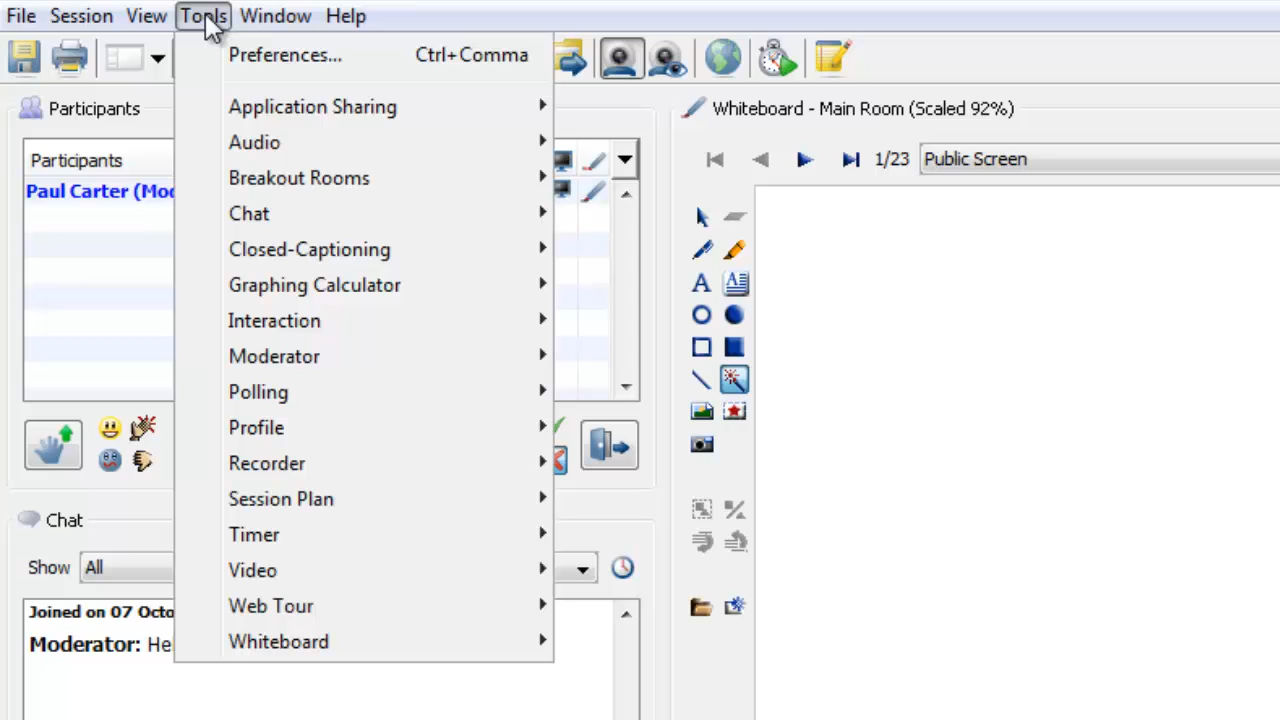 File Session View Tools Window Help
Preferences... Ctrl+Comma
Application Sharing
Audio
Breakout Rooms
Chat
Closed-Captioning
Graphing Calculator
Interaction
Moderator
Polling
Profile
Recorder
Session Plan
Timer
Video
Web Tour
Whiteboard
Participants
Participants
Paul Carter (Mod
Chat
Show All
Joined on 07 Octo
Moderator: Hel
Whiteboard - Main Room (Scaled 92%)
1/23 Public Screen